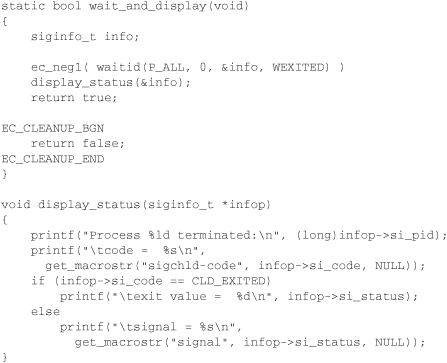 static bool wait_and_display(void)
{
    siginfo_t info;

    ec_neg1( waitid(P_ALL, 0, &info, WEXITED) )
    display_status(&info);
    return true;

EC_CLEANUP_BGN
    return false;
EC_CLEANUP_END
}

void display_status(siginfo_t *infop)
{
    printf("Process %ld terminated:\n", (long)infop->si_pid);
    printf("\tcode =  %s\n",
      get_macrostr("sigchld-code", infop->si_code, NULL));
    if (infop->si_code == CLD_EXITED)
        printf("\texit value =  %d\n", infop->si_status);
    else
        printf("\tsignal = %s\n",
          get_macrostr("signal", infop->si_status, NULL));
}